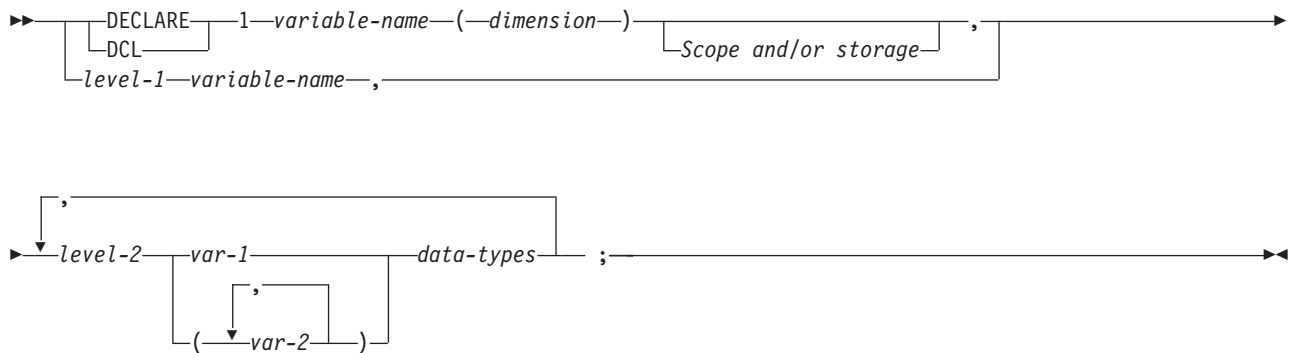 DECLARE 1 variable-name ( dimension ) ,
DCL Scope and/or storage
level-1 variable-name ,
,
level-2 var-1 data-types ;
,
( var-2 )